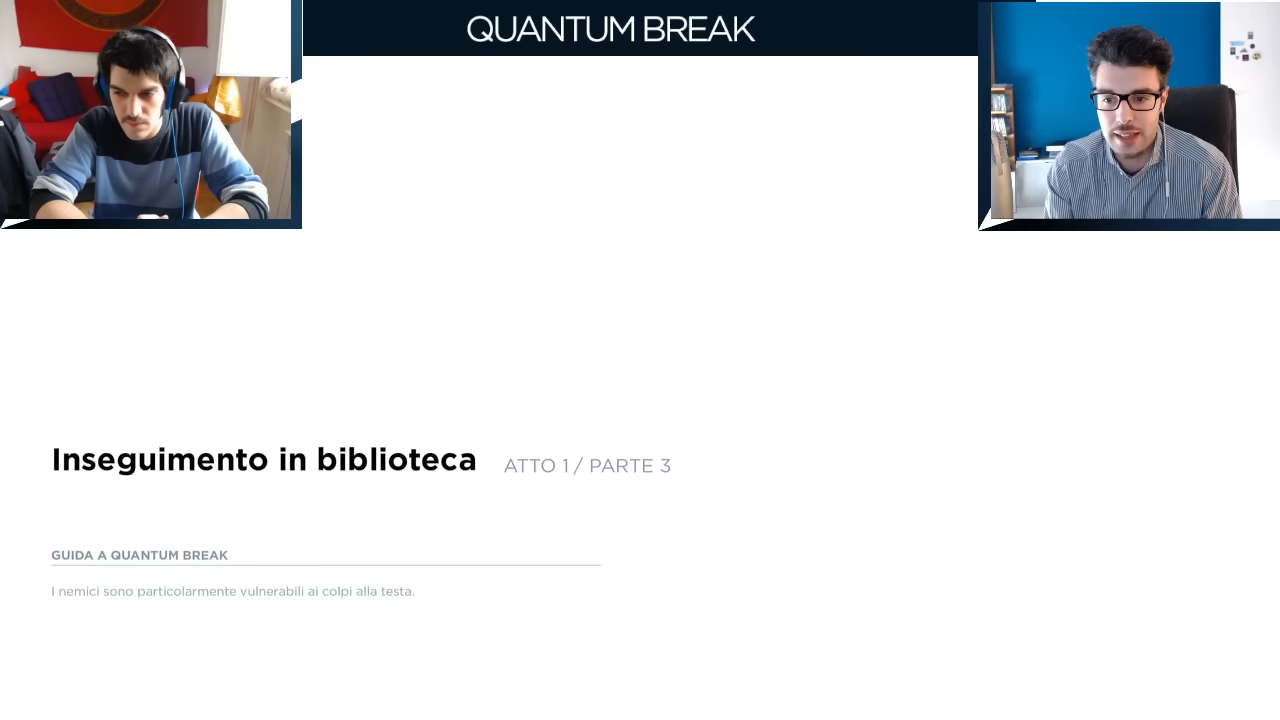 QUANTUM BREAK
Inseguimento in biblioteca ATTO 1 / PARTE 3
GUIDA A QUANTUM BREAK
I nemici sono particolarmente vulnerabili ai colpi alla testa.